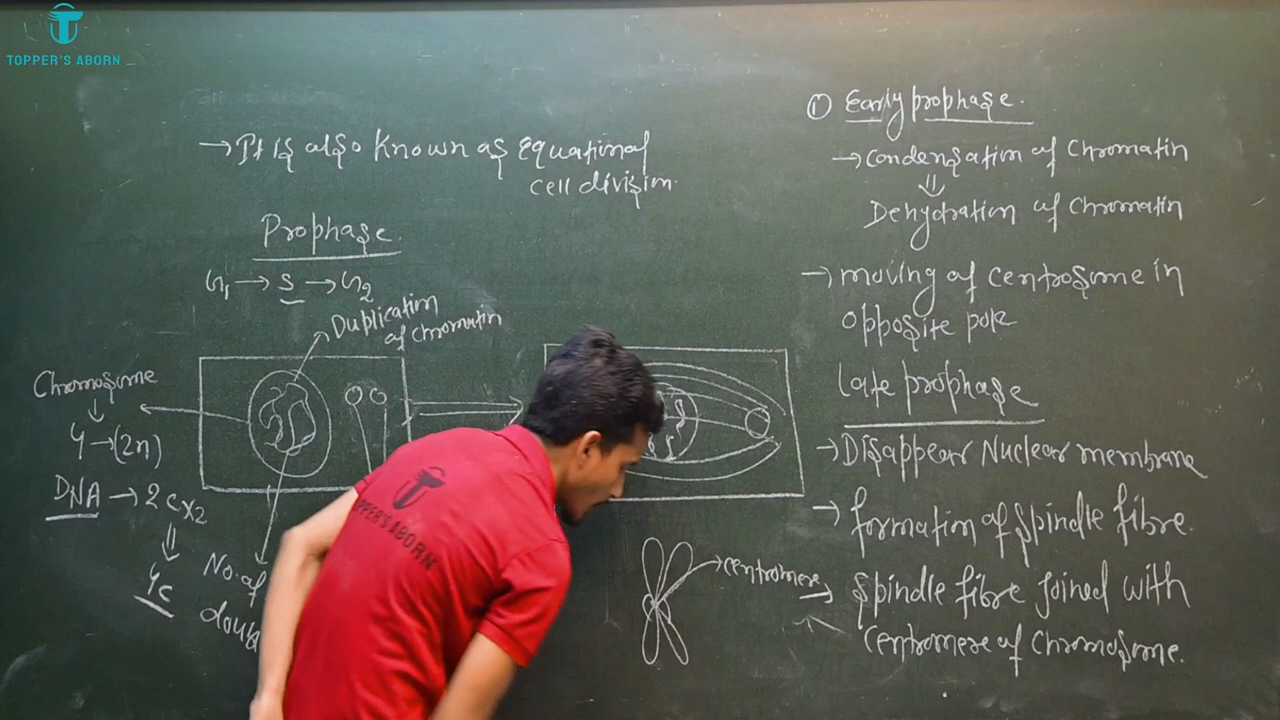 TOPPER'S ABORN
→ It is also known as equational
cell division.
Prophase.
G1 → S → G2
Duplication
of chromatin
Chromosome
↓
4 → (2n)
DNA → 2C×2
⇓
4c
No. of
TOPPER'S ABORN
① Early prophase.
→ Condensation of chromatin
⇓
Dehydration of chromatin
→ moving of centrosome in
opposite pole
Late prophase
→ Disappear Nuclear membrane
→ formation of spindle fibre.
centromere
→ spindle fibre joined with
centromere of chromosome.